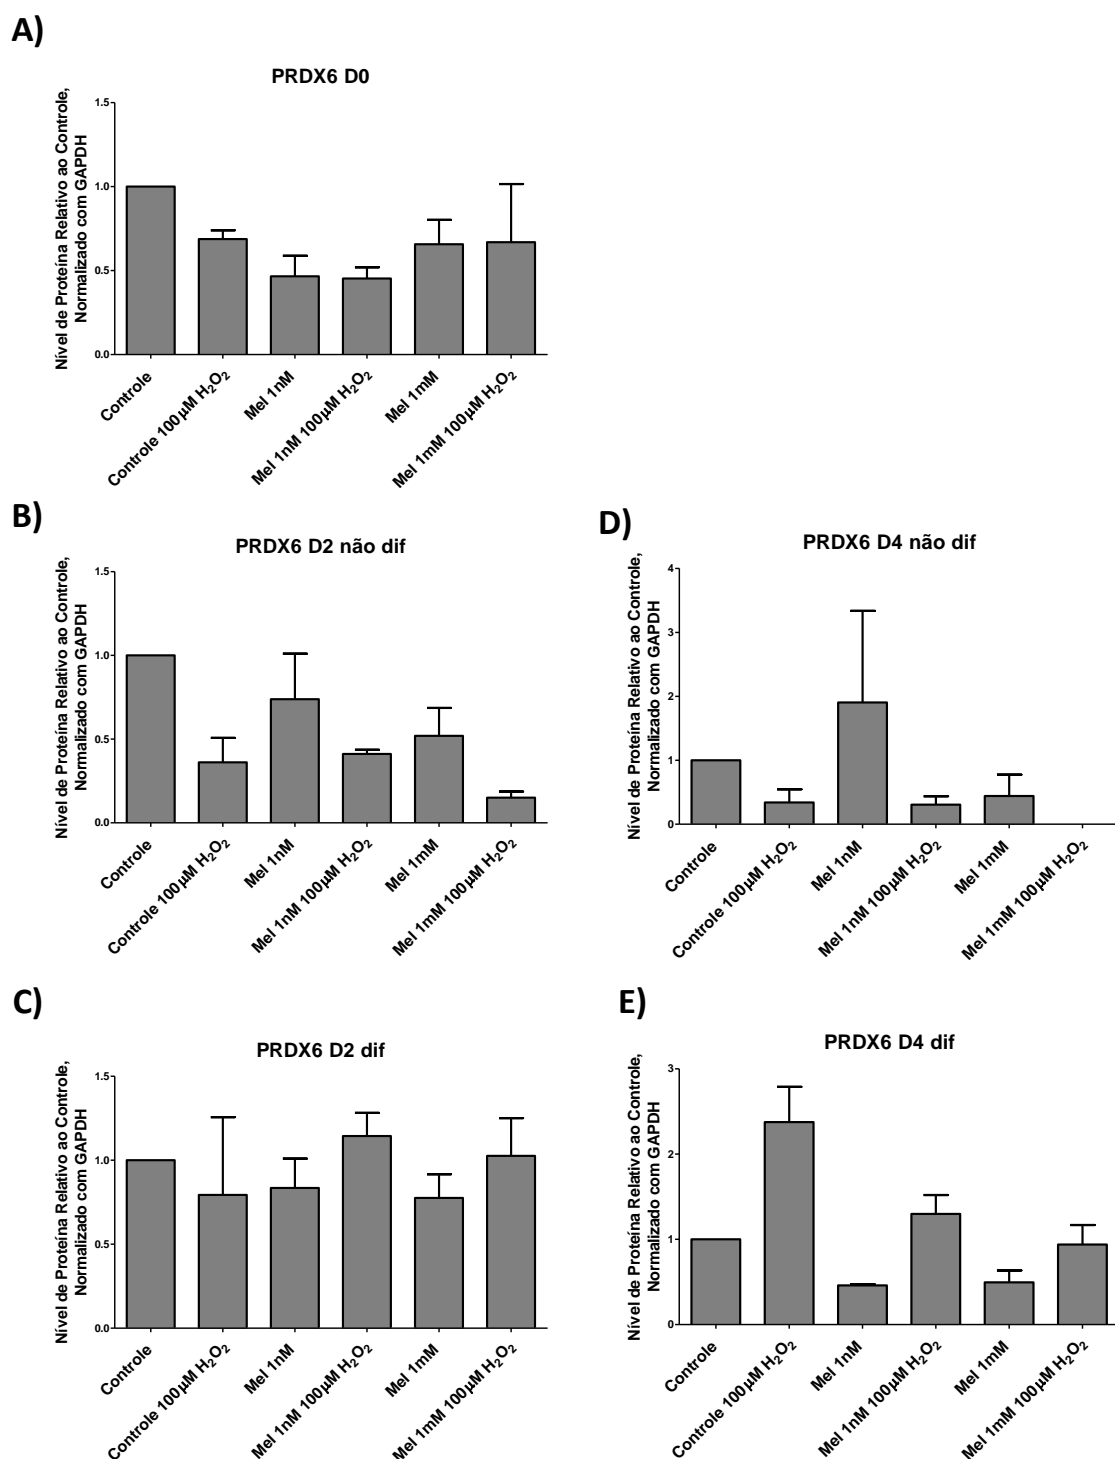 A)
PRDX6 D0
Nível de Proteína Relativo ao Controle,
Normalizado com GAPDH
1.5
1.0
0.5
0.0
Controle
Controle 100µM H₂O₂
Mel 1nM
Mel 1nM 100µM H₂O₂
Mel 1mM
Mel 1mM 100µM H₂O₂
B)
PRDX6 D2 não dif
Nível de Proteína Relativo ao Controle,
Normalizado com GAPDH
1.5
1.0
0.5
0.0
Controle
Controle 100µM H₂O₂
Mel 1nM
Mel 1nM 100µM H₂O₂
Mel 1mM
Mel 1mM 100µM H₂O₂
D)
PRDX6 D4 não dif
Nível de Proteína Relativo ao Controle,
Normalizado com GAPDH
4
3
2
1
0
Controle
Controle 100µM H₂O₂
Mel 1nM
Mel 1nM 100µM H₂O₂
Mel 1mM
Mel 1mM 100µM H₂O₂
C)
PRDX6 D2 dif
Nível de Proteína Relativo ao Controle,
Normalizado com GAPDH
1.5
1.0
0.5
0.0
Controle
Controle 100µM H₂O₂
Mel 1nM
Mel 1nM 100µM H₂O₂
Mel 1mM
Mel 1mM 100µM H₂O₂
E)
PRDX6 D4 dif
Nível de Proteína Relativo ao Controle,
Normalizado com GAPDH
3
2
1
0
Controle
Controle 100µM H₂O₂
Mel 1nM
Mel 1nM 100µM H₂O₂
Mel 1mM
Mel 1mM 100µM H₂O₂